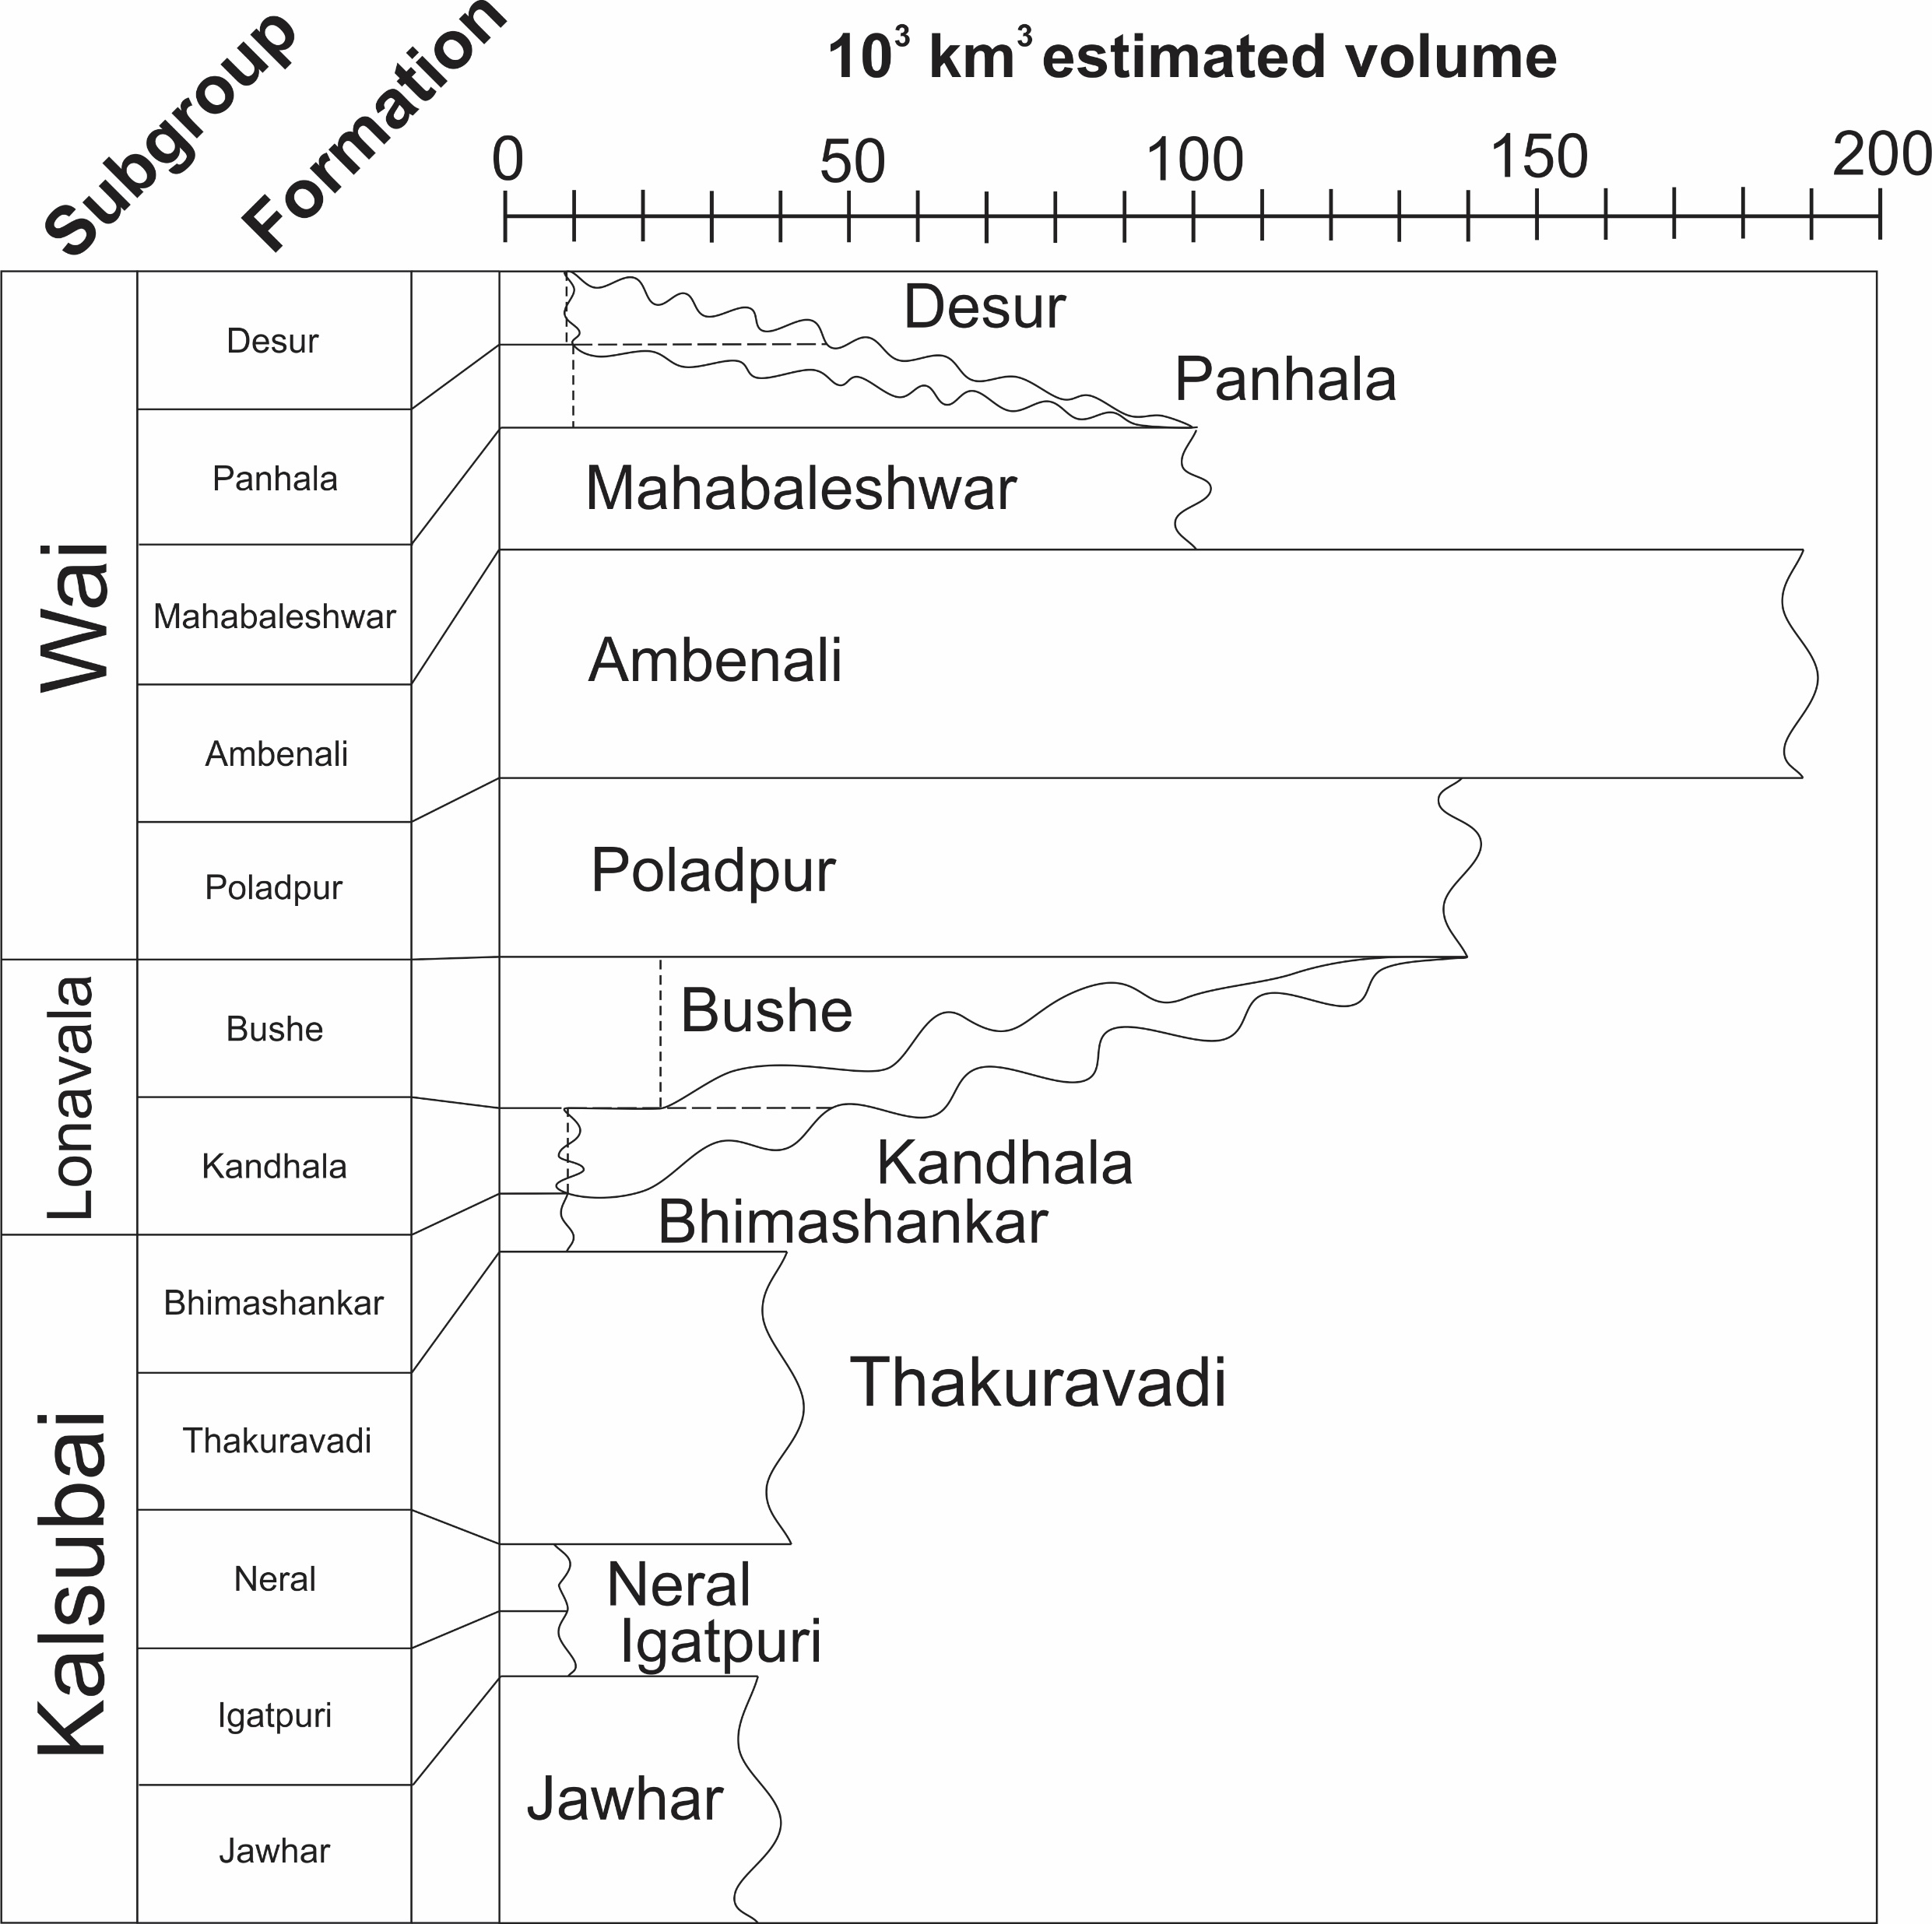 10³ km³ estimated volume
Subgroup
Formation
0 50 100 150 200
Wai
Desur
Panhala
Mahabaleshwar
Ambenali
Poladpur
Lonavala
Bushe
Kandhala
Kalsubai
Bhimashankar
Thakuravadi
Neral
Igatpuri
Jawhar
Desur
Panhala
Mahabaleshwar
Ambenali
Poladpur
Bushe
Kandhala
Bhimashankar
Thakuravadi
Neral
Igatpuri
Jawhar